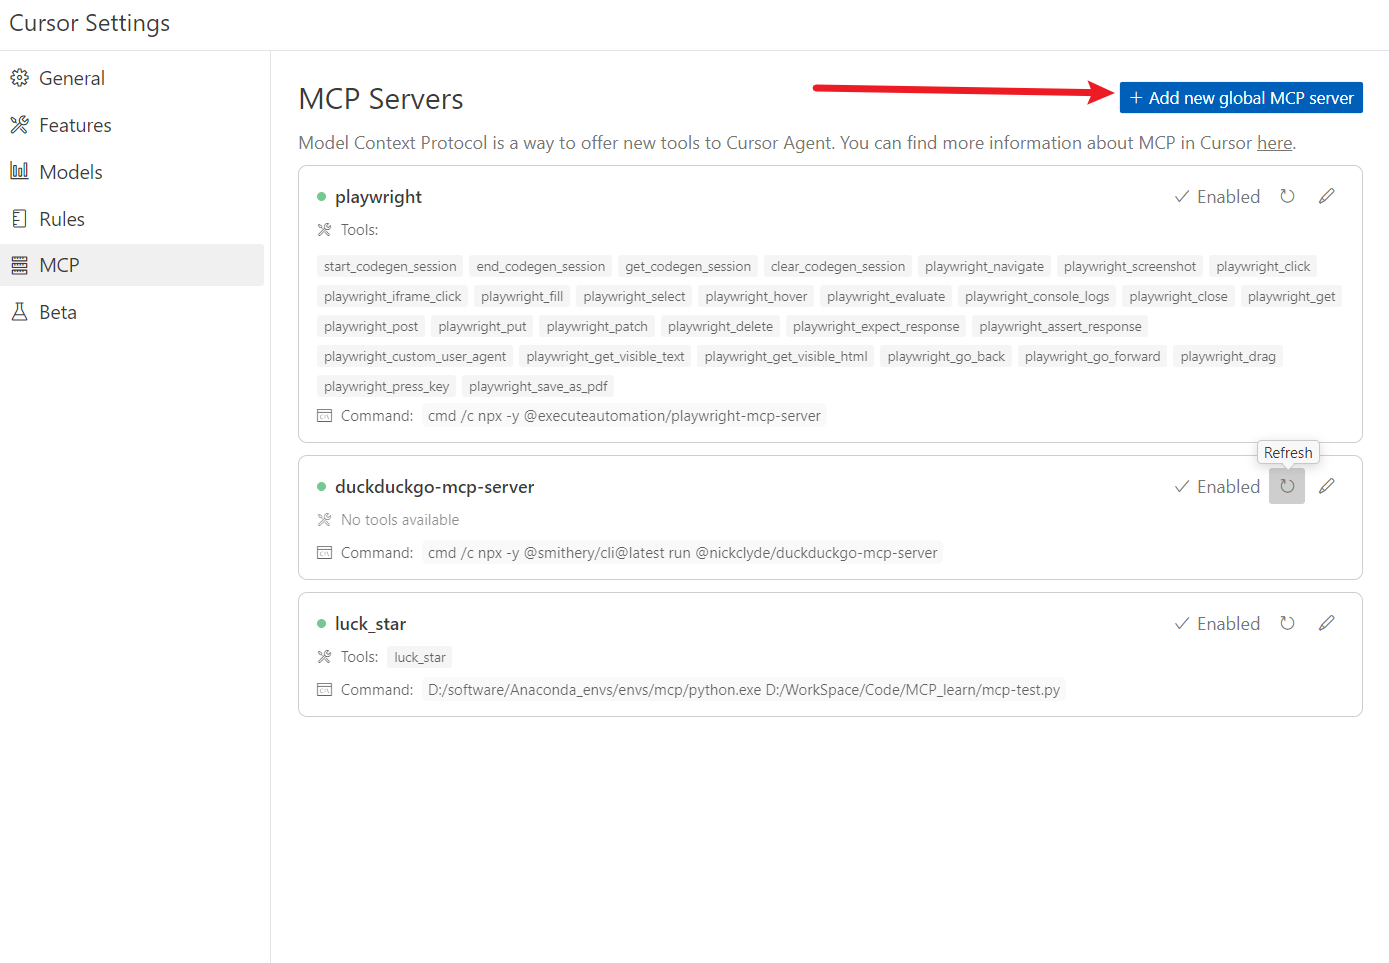 Cursor Settings
General
Features
Models
Rules
MCP
Beta
MCP Servers
+ Add new global MCP server
Model Context Protocol is a way to offer new tools to Cursor Agent. You can find more information about MCP in Cursor here.
playwright
Enabled
Tools:
start_codegen_session end_codegen_session get_codegen_session clear_codegen_session playwright_navigate playwright_screenshot playwright_click
playwright_iframe_click playwright_fill playwright_select playwright_hover playwright_evaluate playwright_console_logs playwright_close playwright_get
playwright_post playwright_put playwright_patch playwright_delete playwright_expect_response playwright_assert_response
playwright_custom_user_agent playwright_get_visible_text playwright_get_visible_html playwright_go_back playwright_go_forward playwright_drag
playwright_press_key playwright_save_as_pdf
Command: cmd /c npx -y @executeautomation/playwright-mcp-server
Refresh
duckduckgo-mcp-server
Enabled
No tools available
Command: cmd /c npx -y @smithery/cli@latest run @nickclyde/duckduckgo-mcp-server
luck_star
Enabled
Tools: luck_star
Command: D:/software/Anaconda_envs/envs/mcp/python.exe D:/WorkSpace/Code/MCP_learn/mcp-test.py